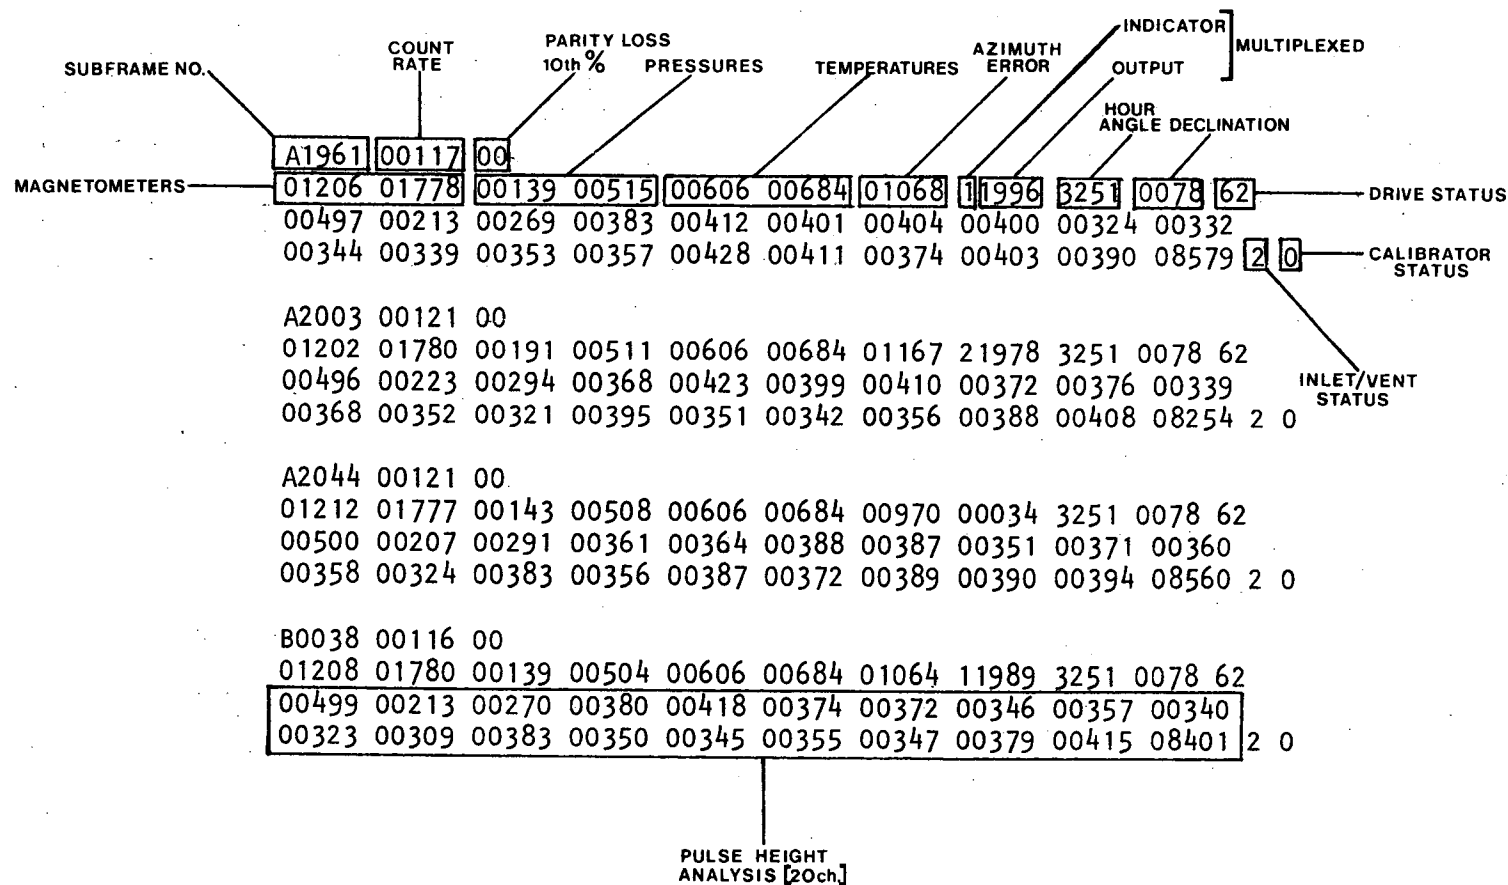 INDICATOR
MULTIPLEXED
COUNT RATE
PARITY LOSS
10th %
AZIMUTH ERROR
SUBFRAME NO.
PRESSURES
TEMPERATURES
OUTPUT
HOUR ANGLE
DECLINATION
A1961 00117 00
MAGNETOMETERS
01206 01778 00139 00515 00606 00684 01068 1 1996 3251 0078 62
DRIVE STATUS
00497 00213 00269 00383 00412 00401 00404 00400 00324 00332
00344 00339 00353 00357 00428 00411 00374 00403 00390 08579 2 0
CALIBRATOR
STATUS
A2003 00121 00
01202 01780 00191 00511 00606 00684 01167 21978 3251 0078 62
00496 00223 00294 00368 00423 00399 00410 00372 00376 00339
INLET/VENT
STATUS
00368 00352 00321 00395 00351 00342 00356 00388 00408 08254 2 0
A2044 00121 00
01212 01777 00143 00508 00606 00684 00970 00034 3251 0078 62
00500 00207 00291 00361 00364 00388 00387 00351 00371 00360
00358 00324 00383 00356 00387 00372 00389 00390 00394 08560 2 0
B0038 00116 00
01208 01780 00139 00504 00606 00684 01064 11989 3251 0078 62
00499 00213 00270 00380 00418 00374 00372 00346 00357 00340
00323 00309 00383 00350 00345 00355 00347 00379 00415 08401 2 0
PULSE HEIGHT
ANALYSIS [20ch.]